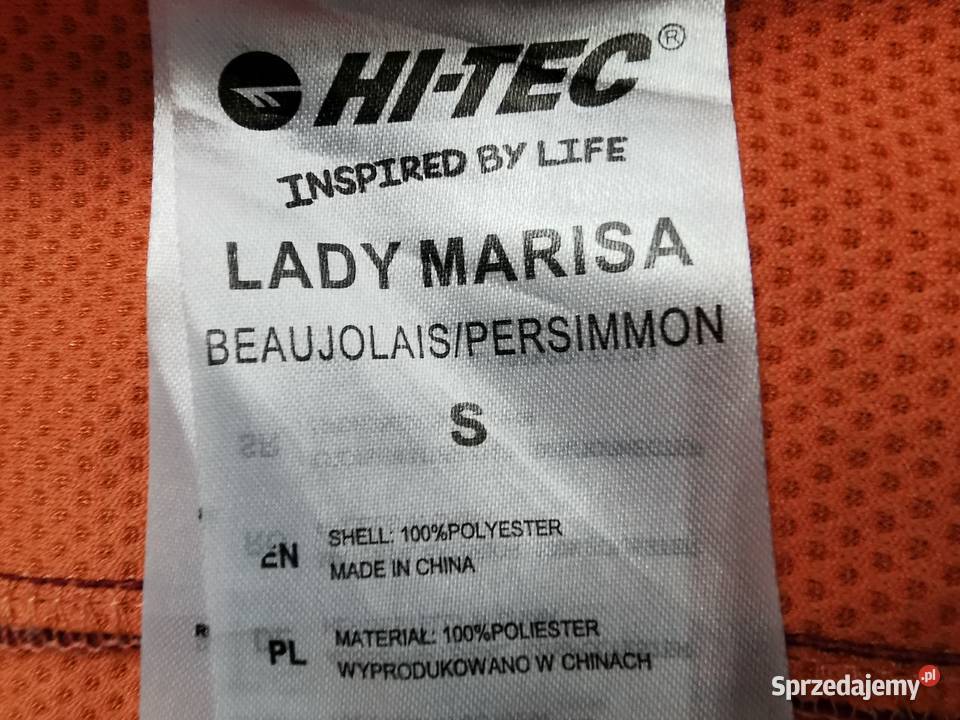 HI-TEC®
INSPIRED BY LIFE
LADY MARISA
BEAUJOLAIS/PERSIMMON
S
EN SHELL: 100%POLYESTER
MADE IN CHINA
PL MATERIAŁ: 100%POLIESTER
WYPRODUKOWANO W CHINACH
Sprzedajemy.pl